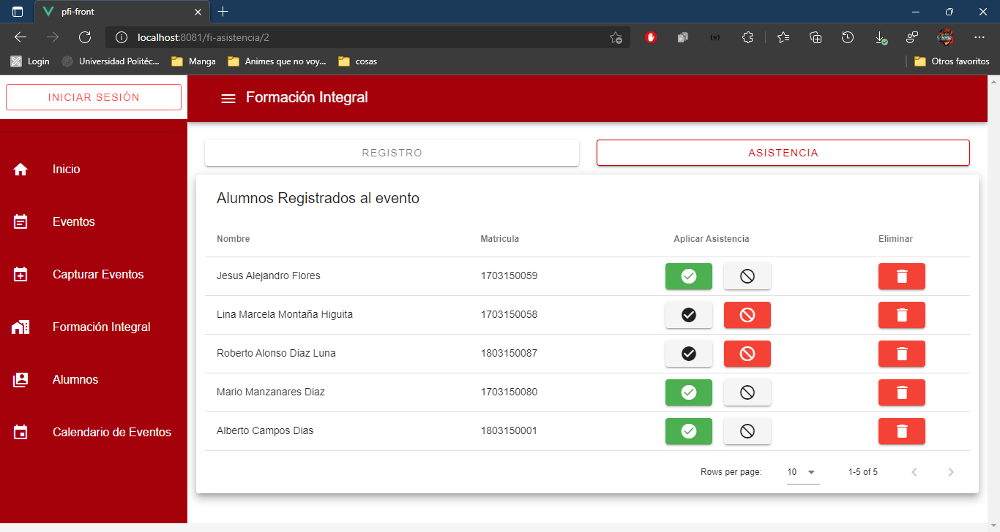 pfi-front
localhost:8081/fi-asistencia/2
Login
Universidad Politéc...
Manga
Animes que no voy...
cosas
Otros favoritos
INICIAR SESIÓN
Formación Integral
REGISTRO
ASISTENCIA
Inicio
Eventos
Capturar Eventos
Formación Integral
Alumnos
Calendario de Eventos
Alumnos Registrados al evento
Nombre Matricula Aplicar Asistencia Eliminar
Jesus Alejandro Flores 1703150059
Lina Marcela Montaña Higuita 1703150058
Roberto Alonso Diaz Luna 1803150087
Mario Manzanares Diaz 1703150080
Alberto Campos Dias 1803150001
Rows per page: 10 1-5 of 5